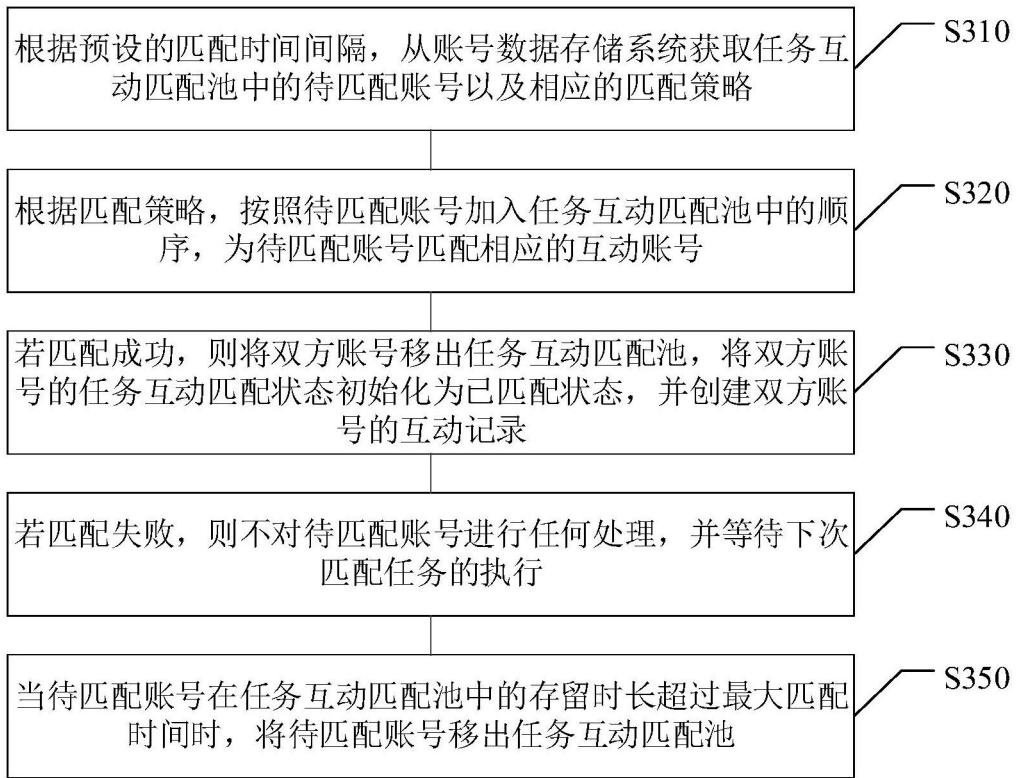 根据预设的匹配时间间隔，从账号数据存储系统获取任务互
动匹配池中的待匹配账号以及相应的匹配策略
S310
根据匹配策略，按照待匹配账号加入任务互动匹配池中的顺
序，为待匹配账号匹配相应的互动账号
S320
若匹配成功，则将双方账号移出任务互动匹配池，将双方账
号的任务互动匹配状态初始化为已匹配状态，并创建双方账
号的互动记录
S330
若匹配失败，则不对待匹配账号进行任何处理，并等待下次
匹配任务的执行
S340
当待匹配账号在任务互动匹配池中的存留时长超过最大匹配
时间时，将待匹配账号移出任务互动匹配池
S350